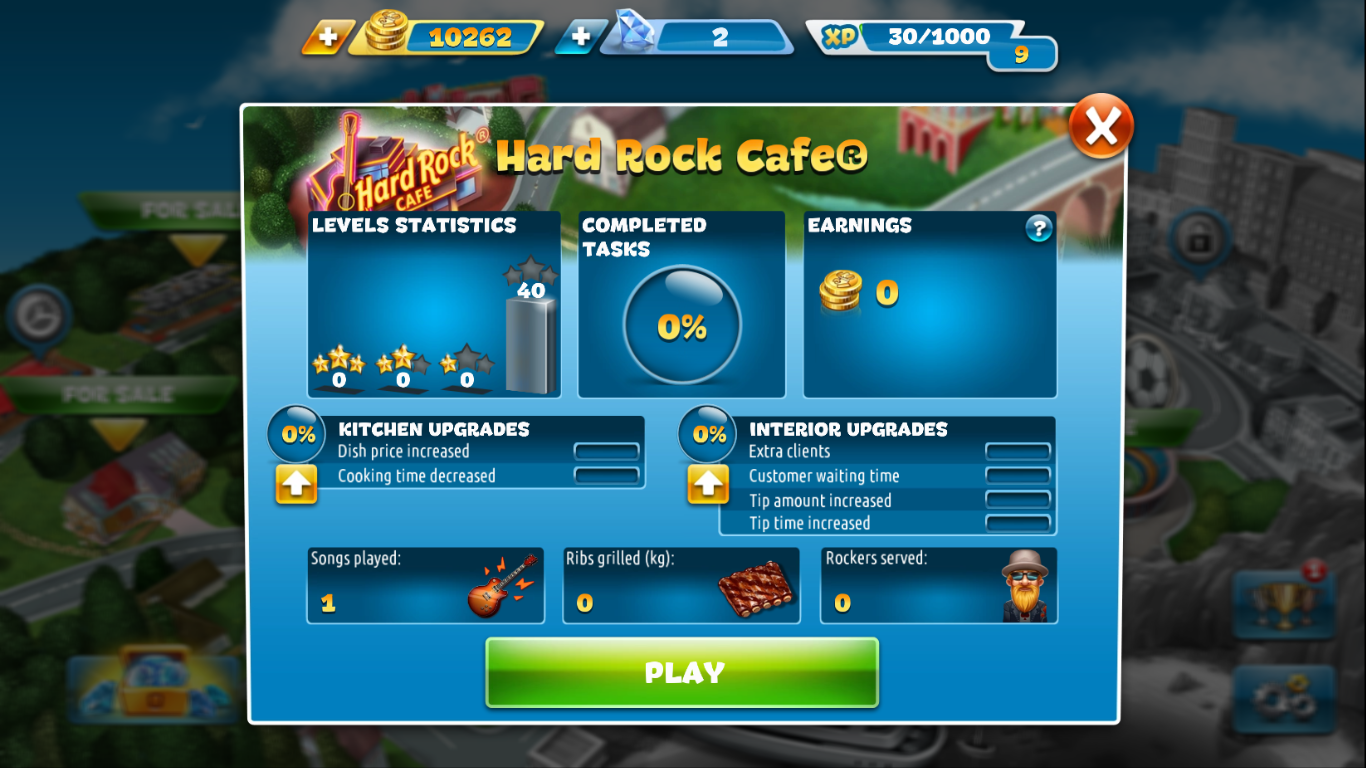 10262
2
XP 30/1000
9
Hard Rock
CAFE
®
Hard Rock Cafe®
FOR SAL
FOR SALE
LEVELS STATISTICS
40
0
0
0
COMPLETED
TASKS
0%
EARNINGS
?
0
0%
KITCHEN UPGRADES
Dish price increased
Cooking time decreased
0%
INTERIOR UPGRADES
Extra clients
Customer waiting time
Tip amount increased
Tip time increased
Songs played:
1
Ribs grilled (kg):
0
Rockers served:
0
PLAY